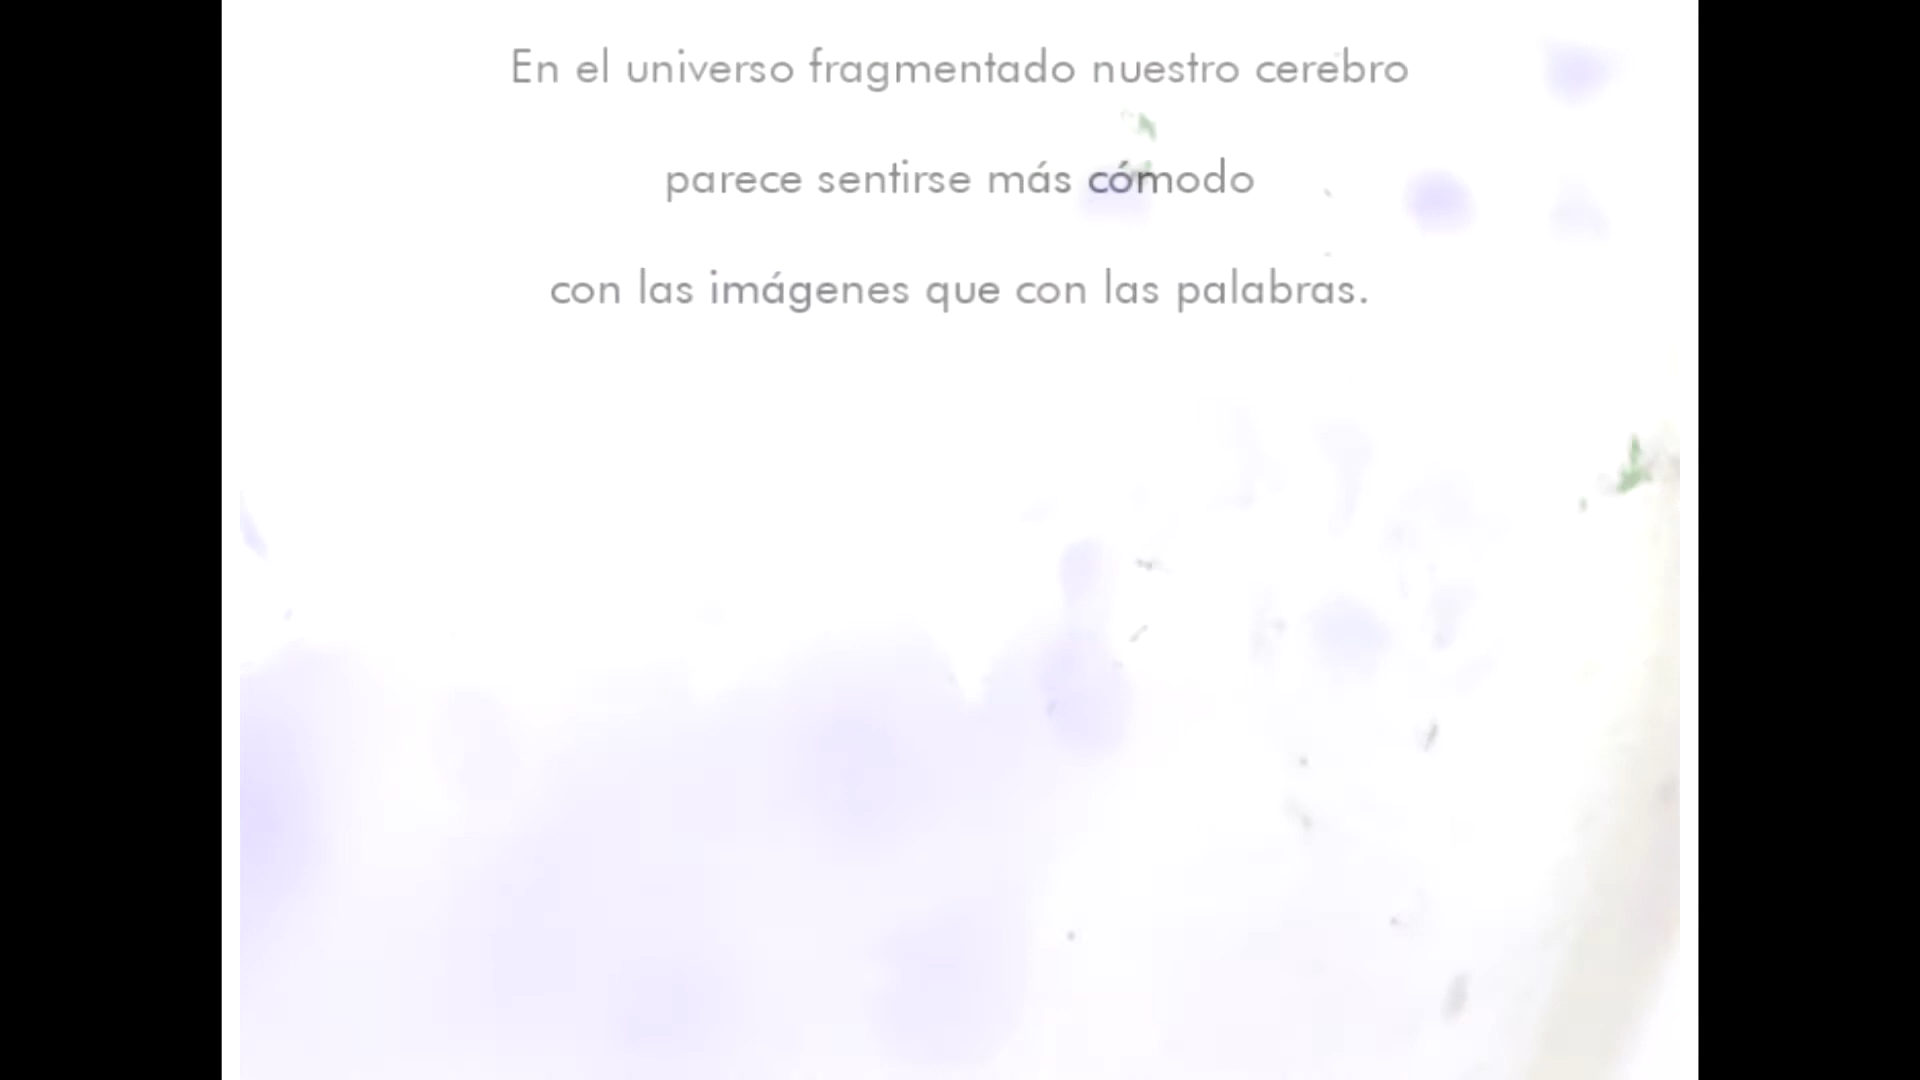 En el universo fragmentado nuestro cerebro
parece sentirse más cómodo
con las imágenes que con las palabras.